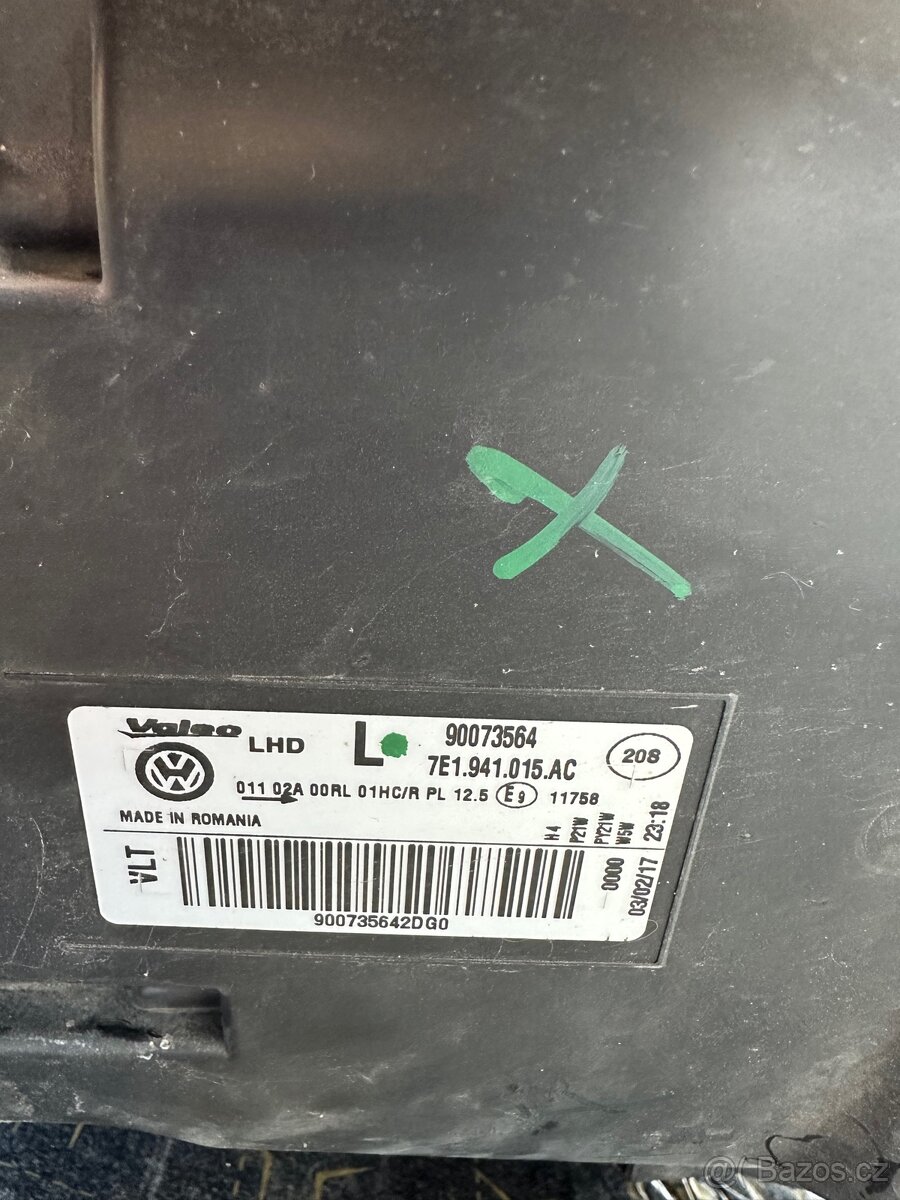 Valeo LHD L 90073564
7E1.941.015.AC
208
011 02A 00RL 01HC/R PL 12.5 E9 11758
MADE IN ROMANIA
H4
P21W
PY21W
W5W
23:18
VLT
0000
03/02/17
900735642DG0
@ Bazos.cz